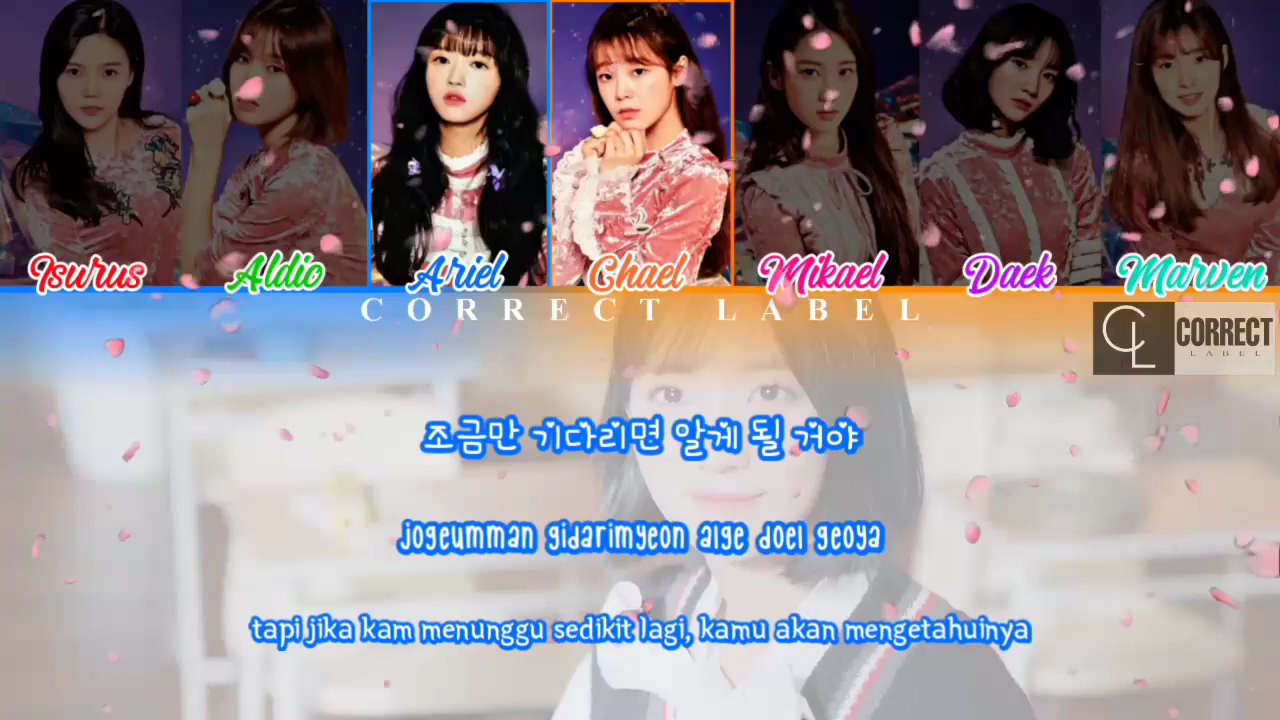 Isurus
Aldio
Ariel
Chael
Mikael
Daek
Marven
CORRECT LABEL
CL CORRECT
LABEL
조금만 기다리면 알게 될 거야
jogeumman gidarimyeon alge doel geoya
tapi jika kam menunggu sedikit lagi, kamu akan mengetahuinya